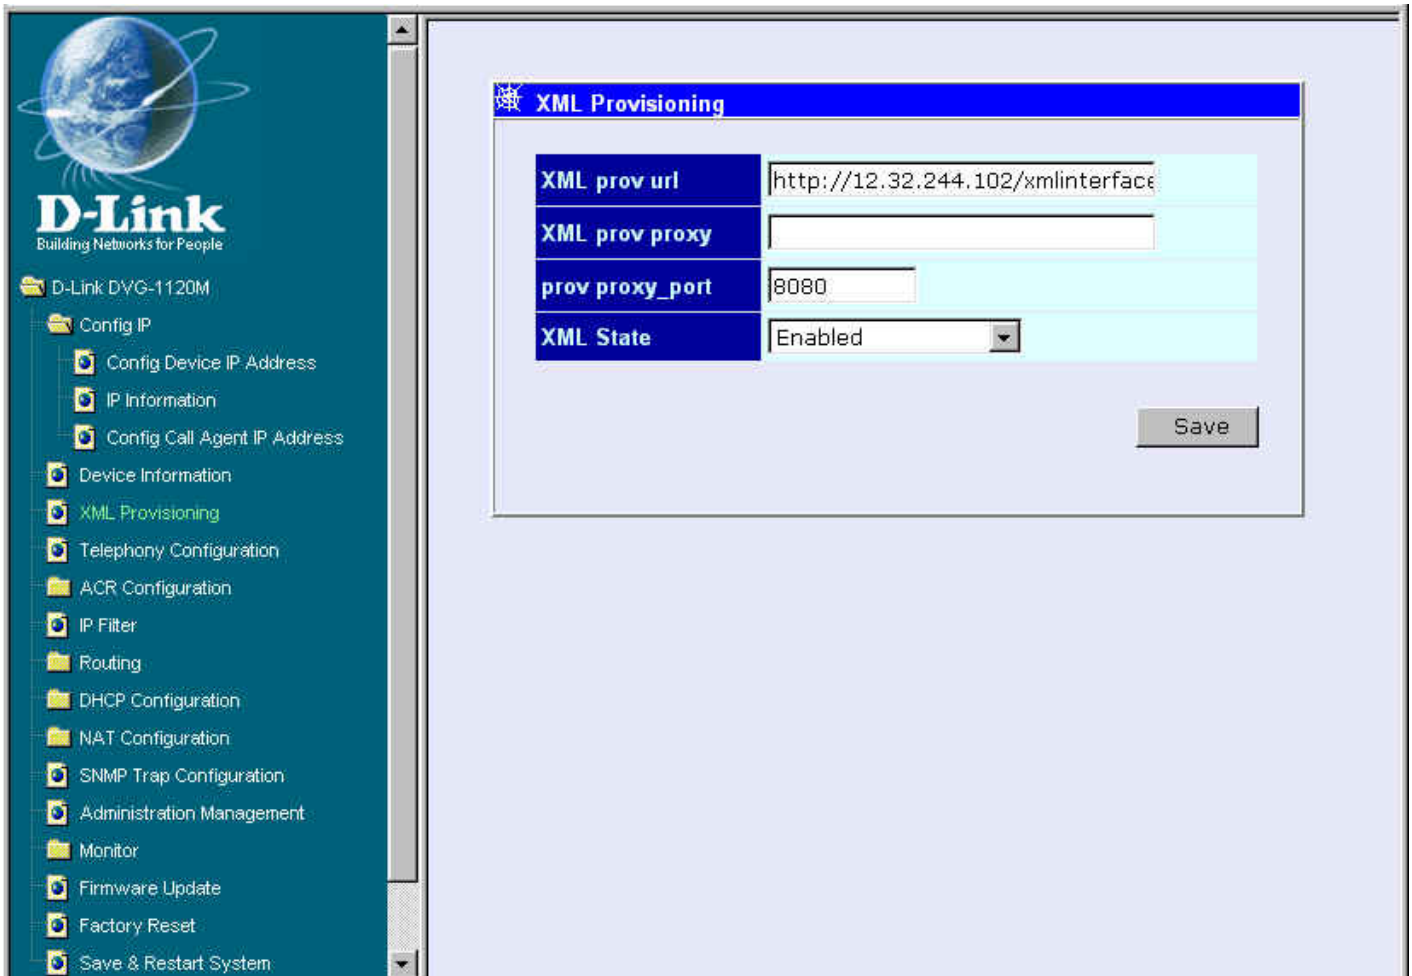 D-Link
Building Networks for People
D-Link DVG-1120M
Config IP
Config Device IP Address
IP Information
Config Call Agent IP Address
Device Information
XML Provisioning
Telephony Configuration
ACR Configuration
IP Filter
Routing
DHCP Configuration
NAT Configuration
SNMP Trap Configuration
Administration Management
Monitor
Firmware Update
Factory Reset
Save & Restart System
XML Provisioning
XML prov url http://12.32.244.102/xmlinterface
XML prov proxy
prov proxy_port 8080
XML State Enabled
Save